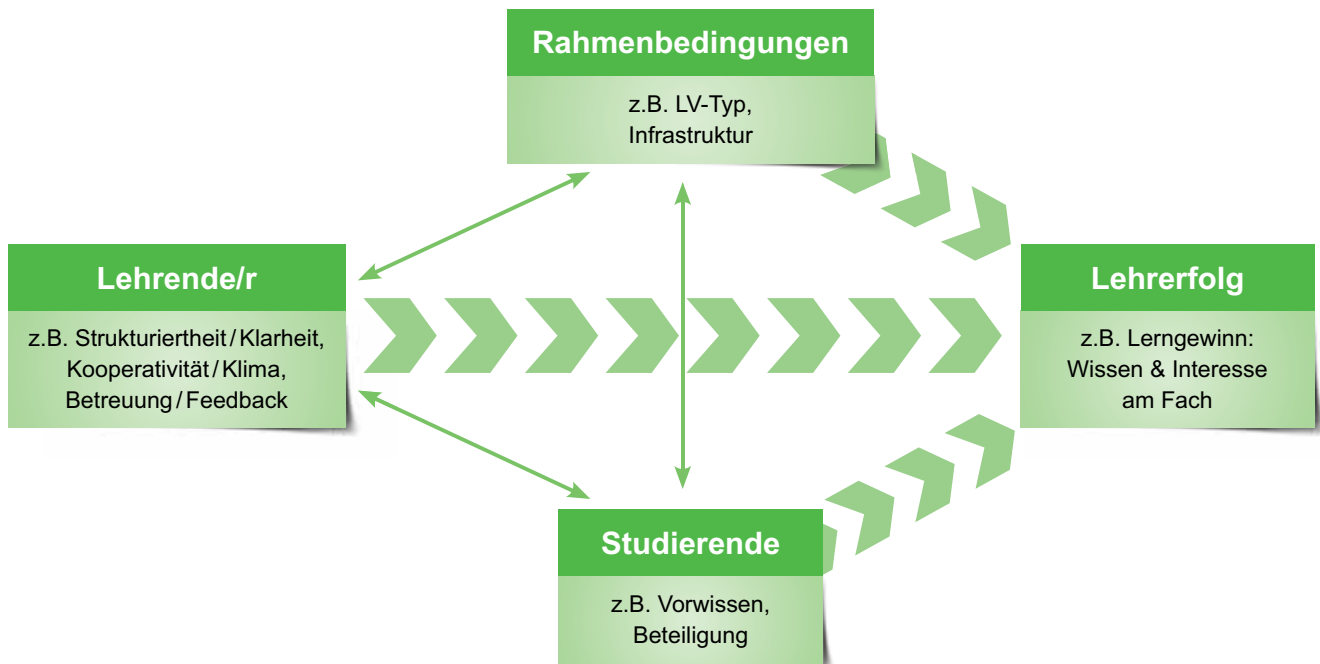 Rahmenbedingungen
z.B. LV-Typ,
Infrastruktur
Lehrende/r
z.B. Strukturiertheit/Klarheit,
Kooperativität/Klima,
Betreuung/Feedback
Lehrerfolg
z.B. Lerngewinn:
Wissen & Interesse
am Fach
Studierende
z.B. Vorwissen,
Beteiligung